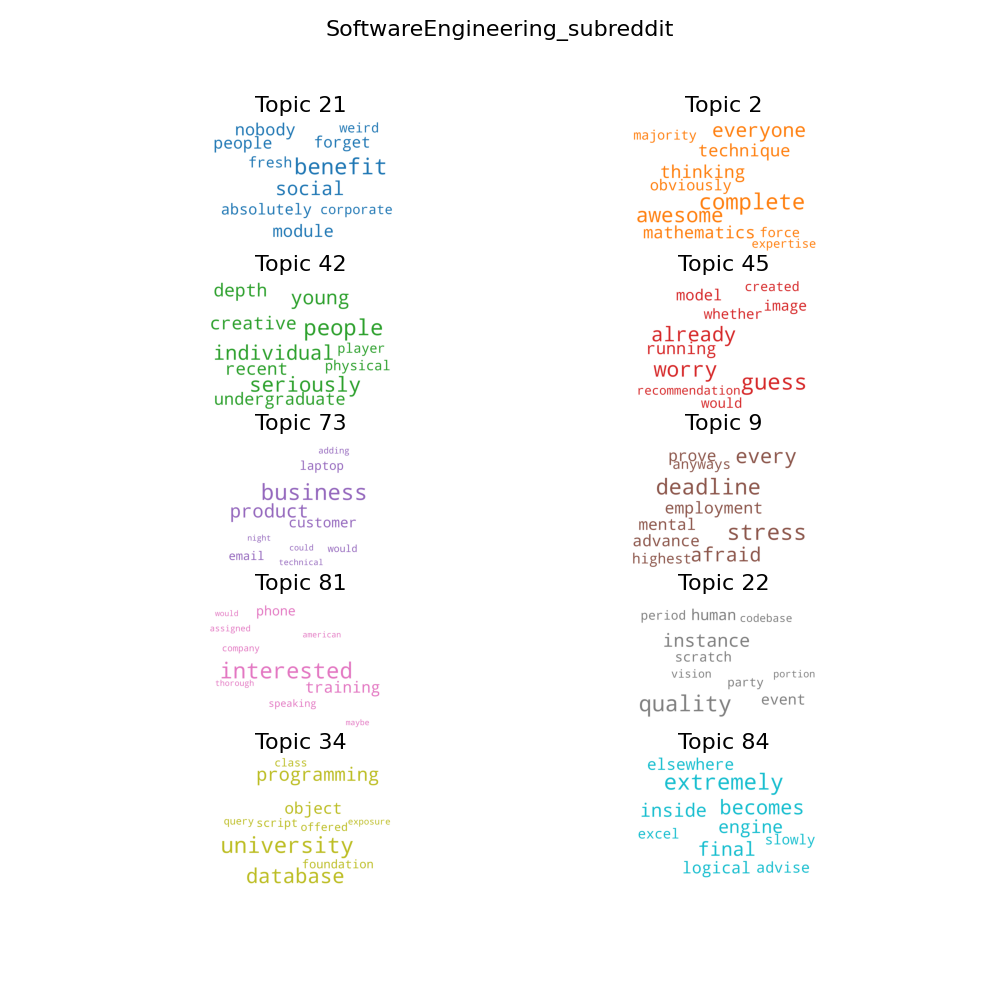 SoftwareEngineering_subreddit
Topic 21
nobody weird
people forget
fresh benefit
social
absolutely corporate
module
Topic 2
majority everyone
technique
thinking
obviously
complete
awesome
mathematics force
expertise
Topic 42
depth young
creative people
individual player
recent physical
seriously
undergraduate
Topic 45
model created
whether image
already
running
worry guess
recommendation
would
Topic 73
adding
laptop
business
product
customer
night
could would
email technical
Topic 9
prove every
anyways
deadline
employment
mental stress
advance
highest afraid
Topic 81
would phone
assigned american
company
interested
thorough training
speaking
maybe
Topic 22
period human codebase
instance
scratch
vision party portion
quality event
Topic 34
class
programming
object
query script offered exposure
university
foundation
database
Topic 84
elsewhere
extremely
inside becomes
excel engine slowly
final
logical advise